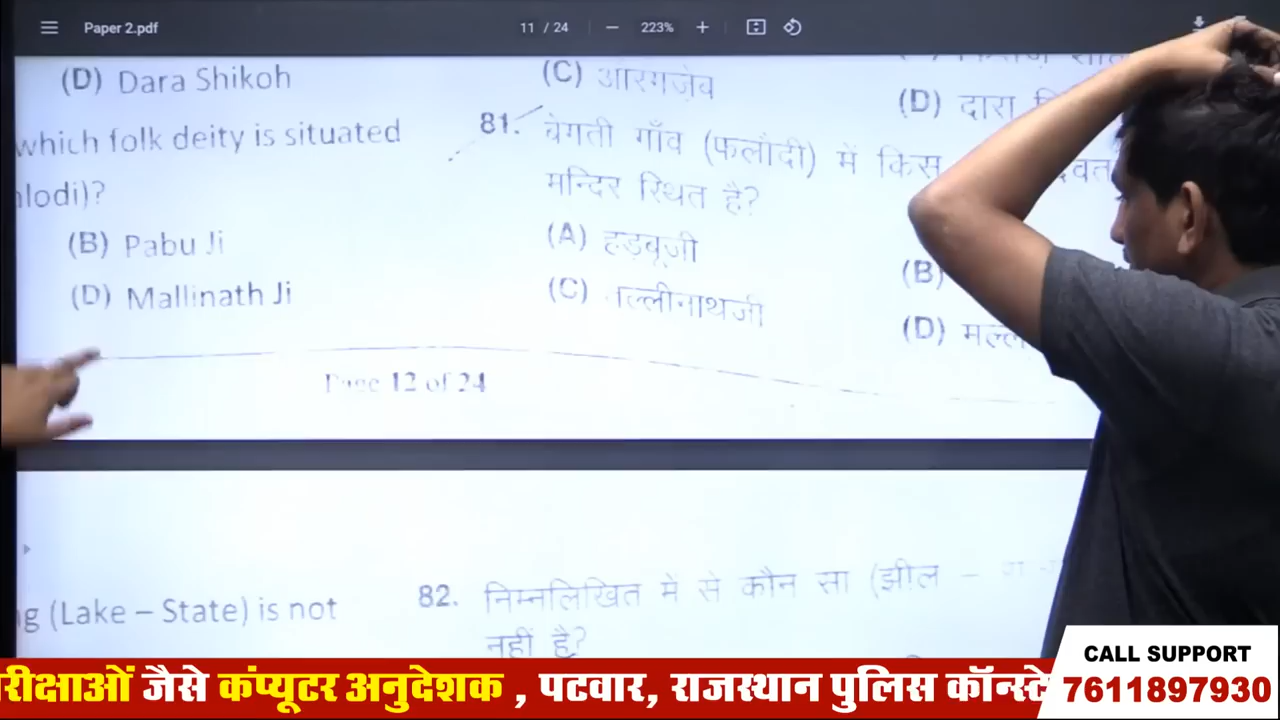 Paper 2.pdf
11 / 24
223%
(D) Dara Shikoh
which folk deity is situated
lodi)?
(B) Pabu Ji
(D) Mallinath Ji
(C) औरंगज़ेब
(D) दारा
81. बेंगती गाँव (फलौदी) में किस
मन्दिर स्थित है?
(A) हड़बूजी
(B)
(C) तल्लीनाथजी
(D) मल्ल
Page 12 of 24
g (Lake – State) is not
82. निम्नलिखित में से कौन सा (झील –
नहीं है?
CALL SUPPORT
7611897930
रीक्षाओं जैसे कंप्यूटर अनुदेशक , पटवार, राजस्थान पुलिस कॉन्स्टे